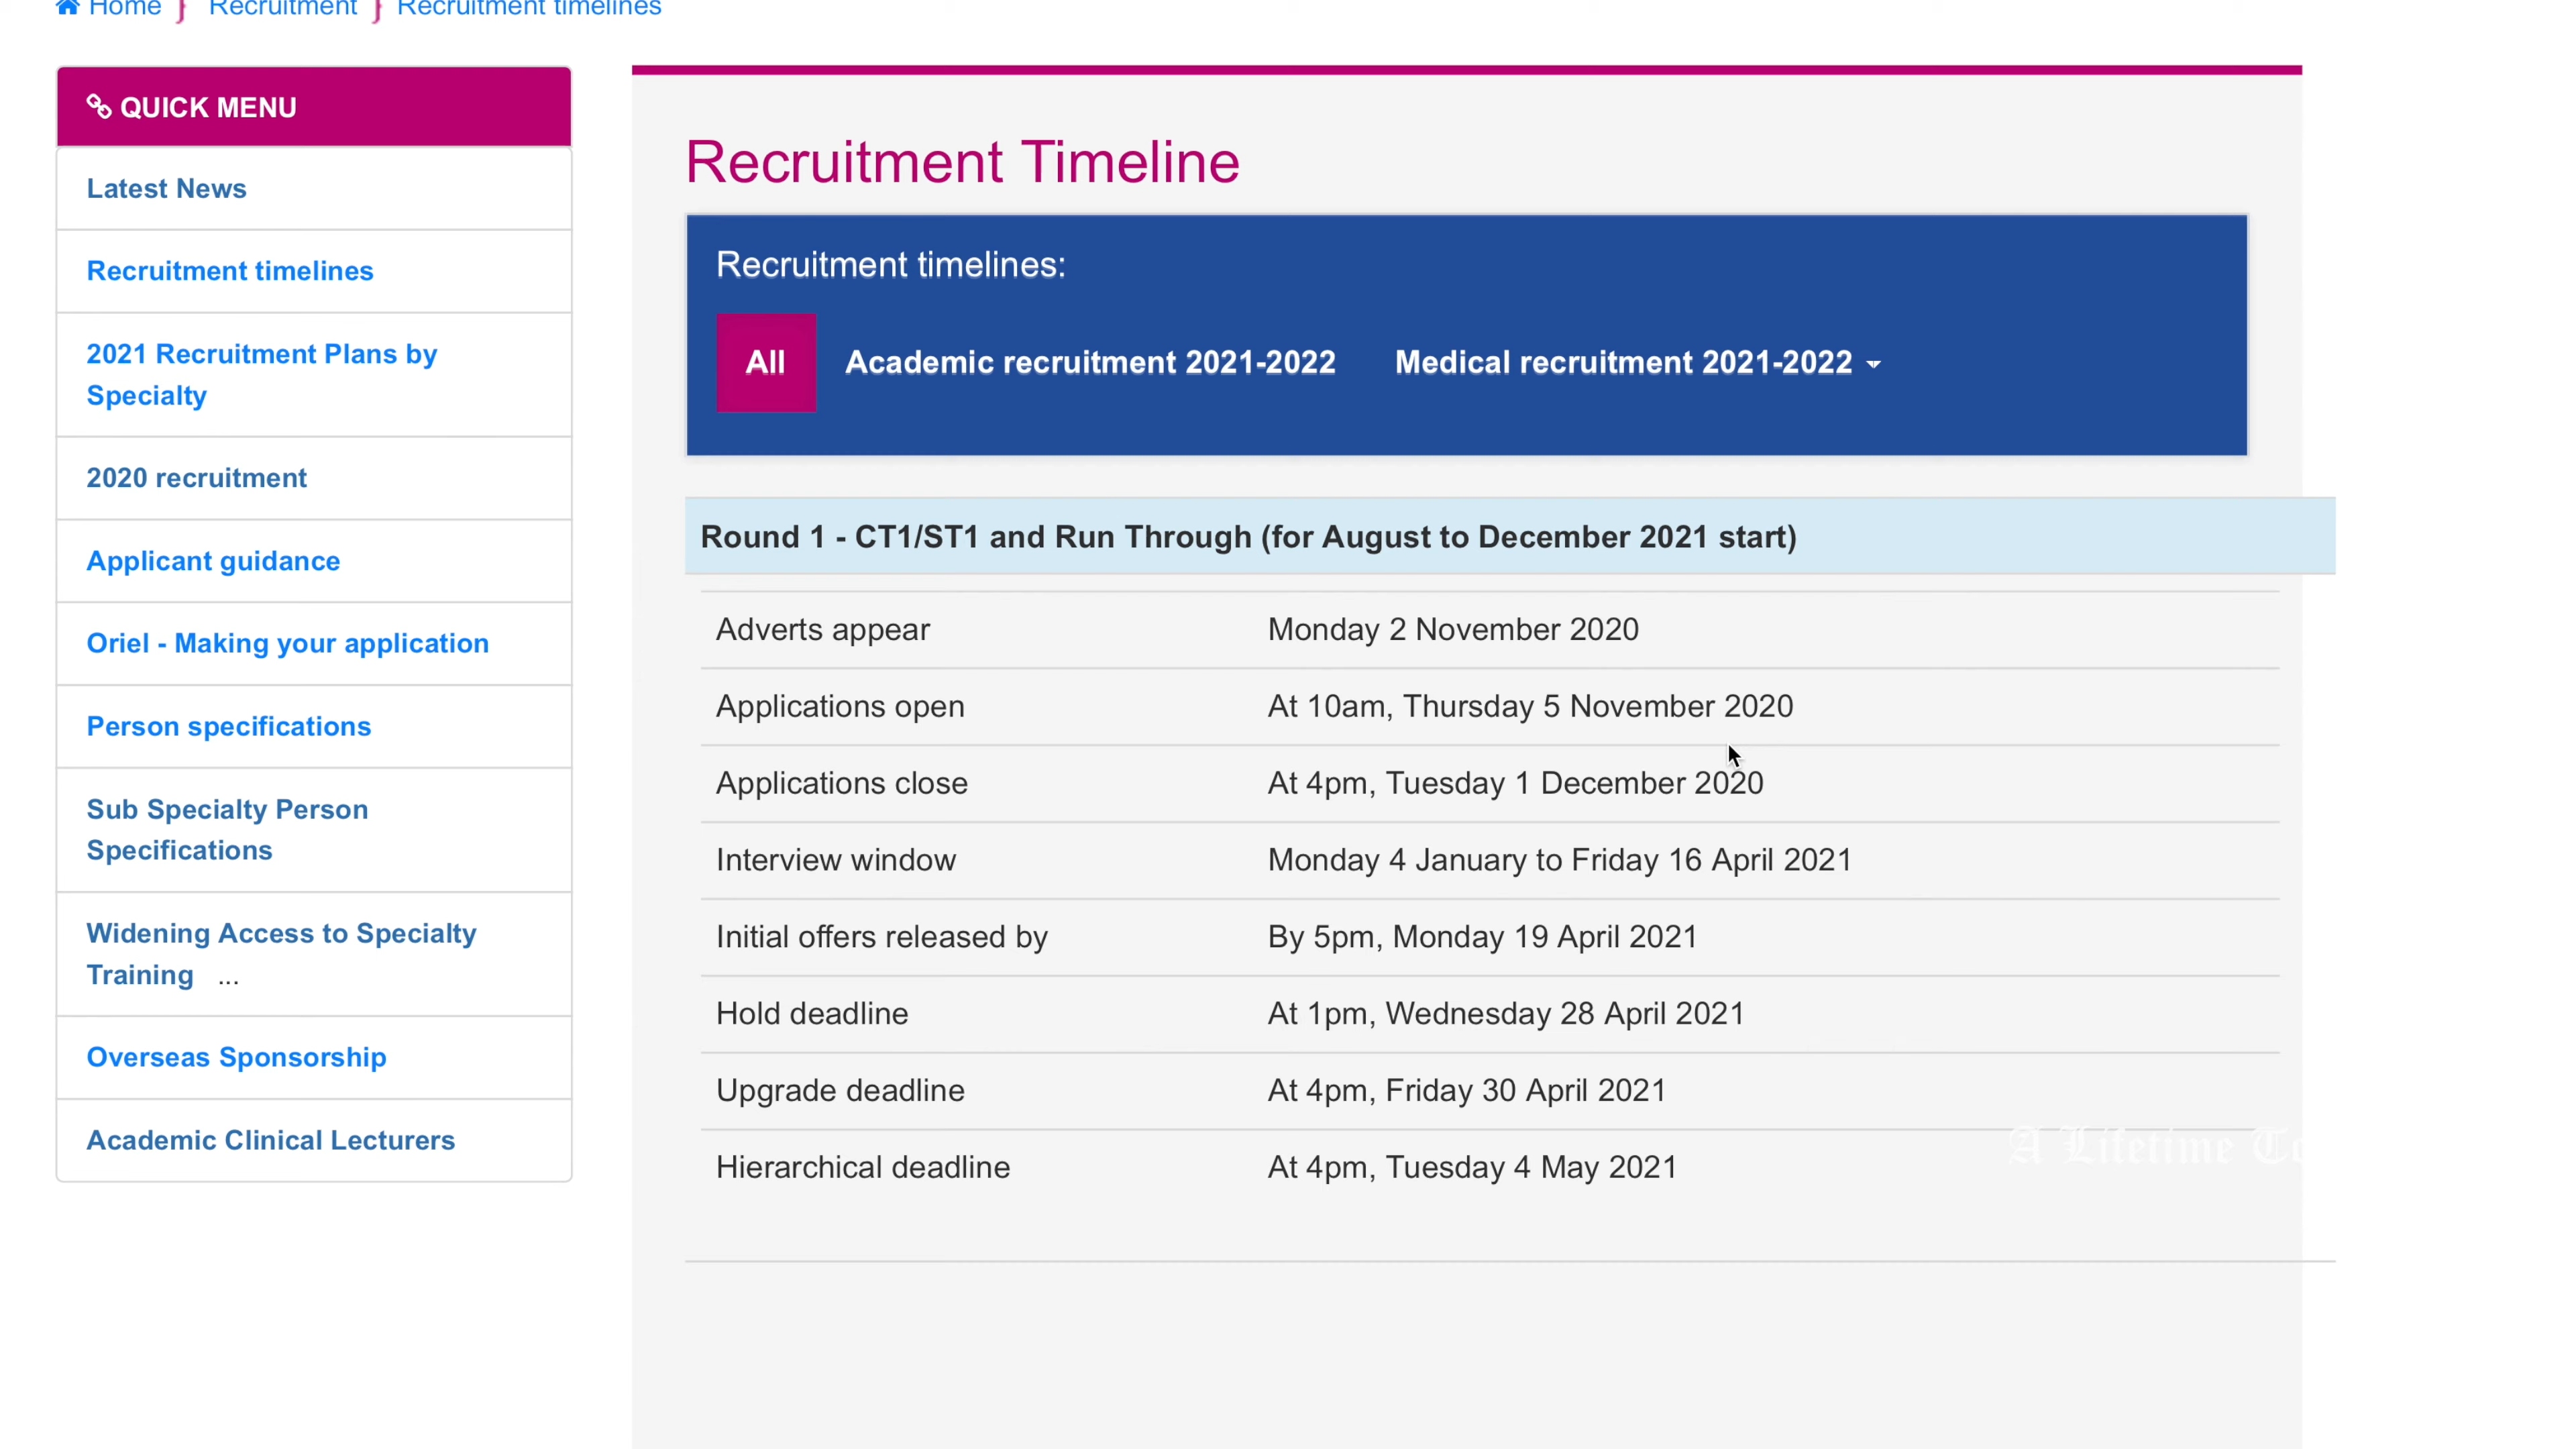 Home
Recruitment
Recruitment timelines
QUICK MENU
Latest News
Recruitment timelines
2021 Recruitment Plans by
Specialty
2020 recruitment
Applicant guidance
Oriel - Making your application
Person specifications
Sub Specialty Person
Specifications
Widening Access to Specialty
Training ...
Overseas Sponsorship
Academic Clinical Lecturers
Recruitment Timeline
Recruitment timelines:
All
Academic recruitment 2021-2022
Medical recruitment 2021-2022
Round 1 - CT1/ST1 and Run Through (for August to December 2021 start)
Adverts appear Monday 2 November 2020
Applications open At 10am, Thursday 5 November 2020
Applications close At 4pm, Tuesday 1 December 2020
Interview window Monday 4 January to Friday 16 April 2021
Initial offers released by By 5pm, Monday 19 April 2021
Hold deadline At 1pm, Wednesday 28 April 2021
Upgrade deadline At 4pm, Friday 30 April 2021
Hierarchical deadline At 4pm, Tuesday 4 May 2021
A Lifetime